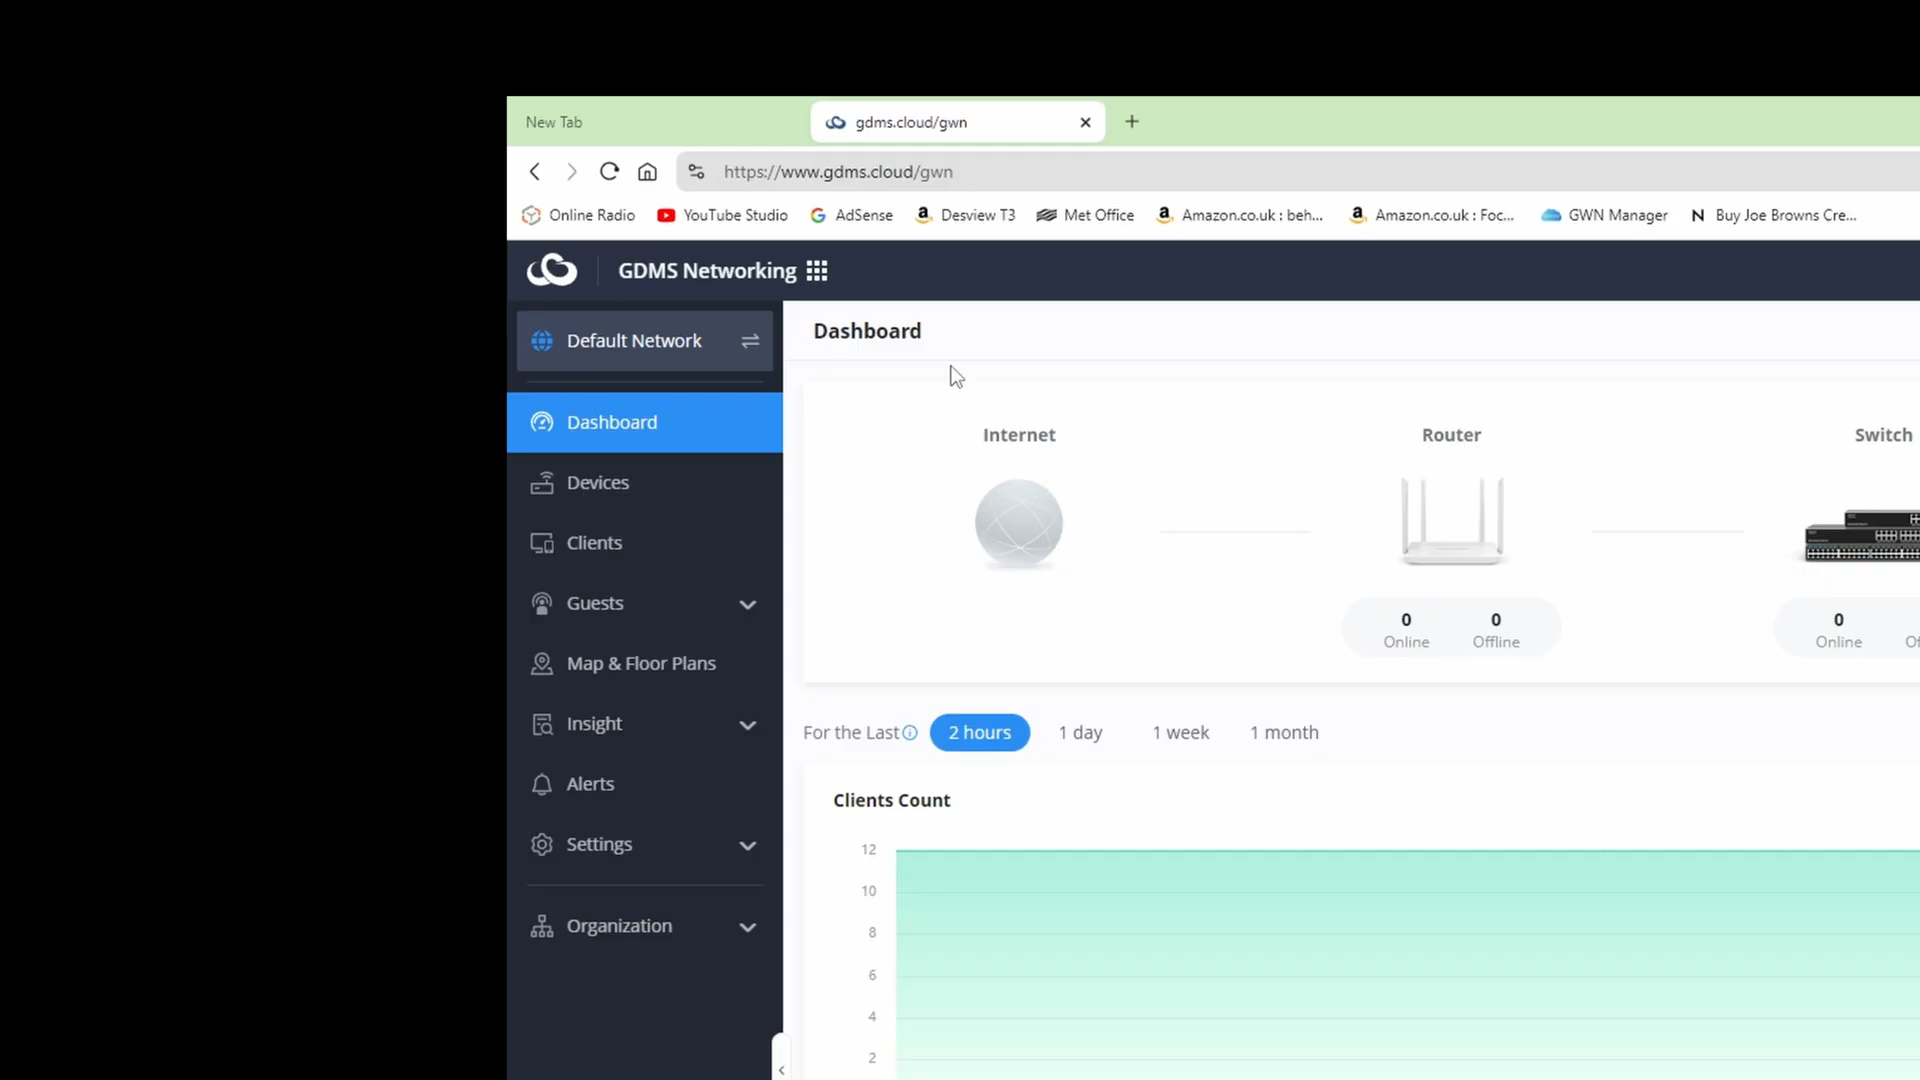 New Tab
gdms.cloud/gwn
https://www.gdms.cloud/gwn
Online Radio
YouTube Studio
AdSense
Desview T3
Met Office
Amazon.co.uk : beh...
Amazon.co.uk : Foc...
GWN Manager
Buy Joe Browns Cre...
GDMS Networking
Default Network
Dashboard
Devices
Clients
Guests
Map & Floor Plans
Insight
Alerts
Settings
Organization
Dashboard
Internet
Router
Switch
0 Online
0 Offline
0 Online
For the Last
2 hours
1 day
1 week
1 month
Clients Count
12
10
8
6
4
2